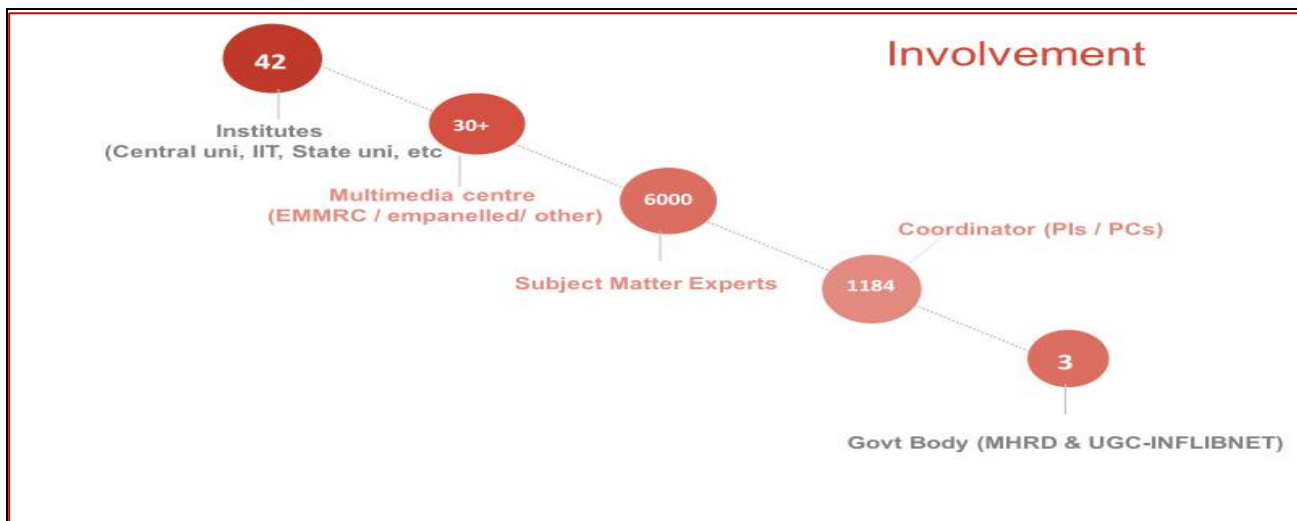 Involvement
42
Institutes
(Central uni, IIT, State uni, etc
30+
Multimedia centre
(EMMRC / empanelled/ other)
6000
Subject Matter Experts
Coordinator (PIs / PCs)
1184
3
Govt Body (MHRD & UGC-INFLIBNET)